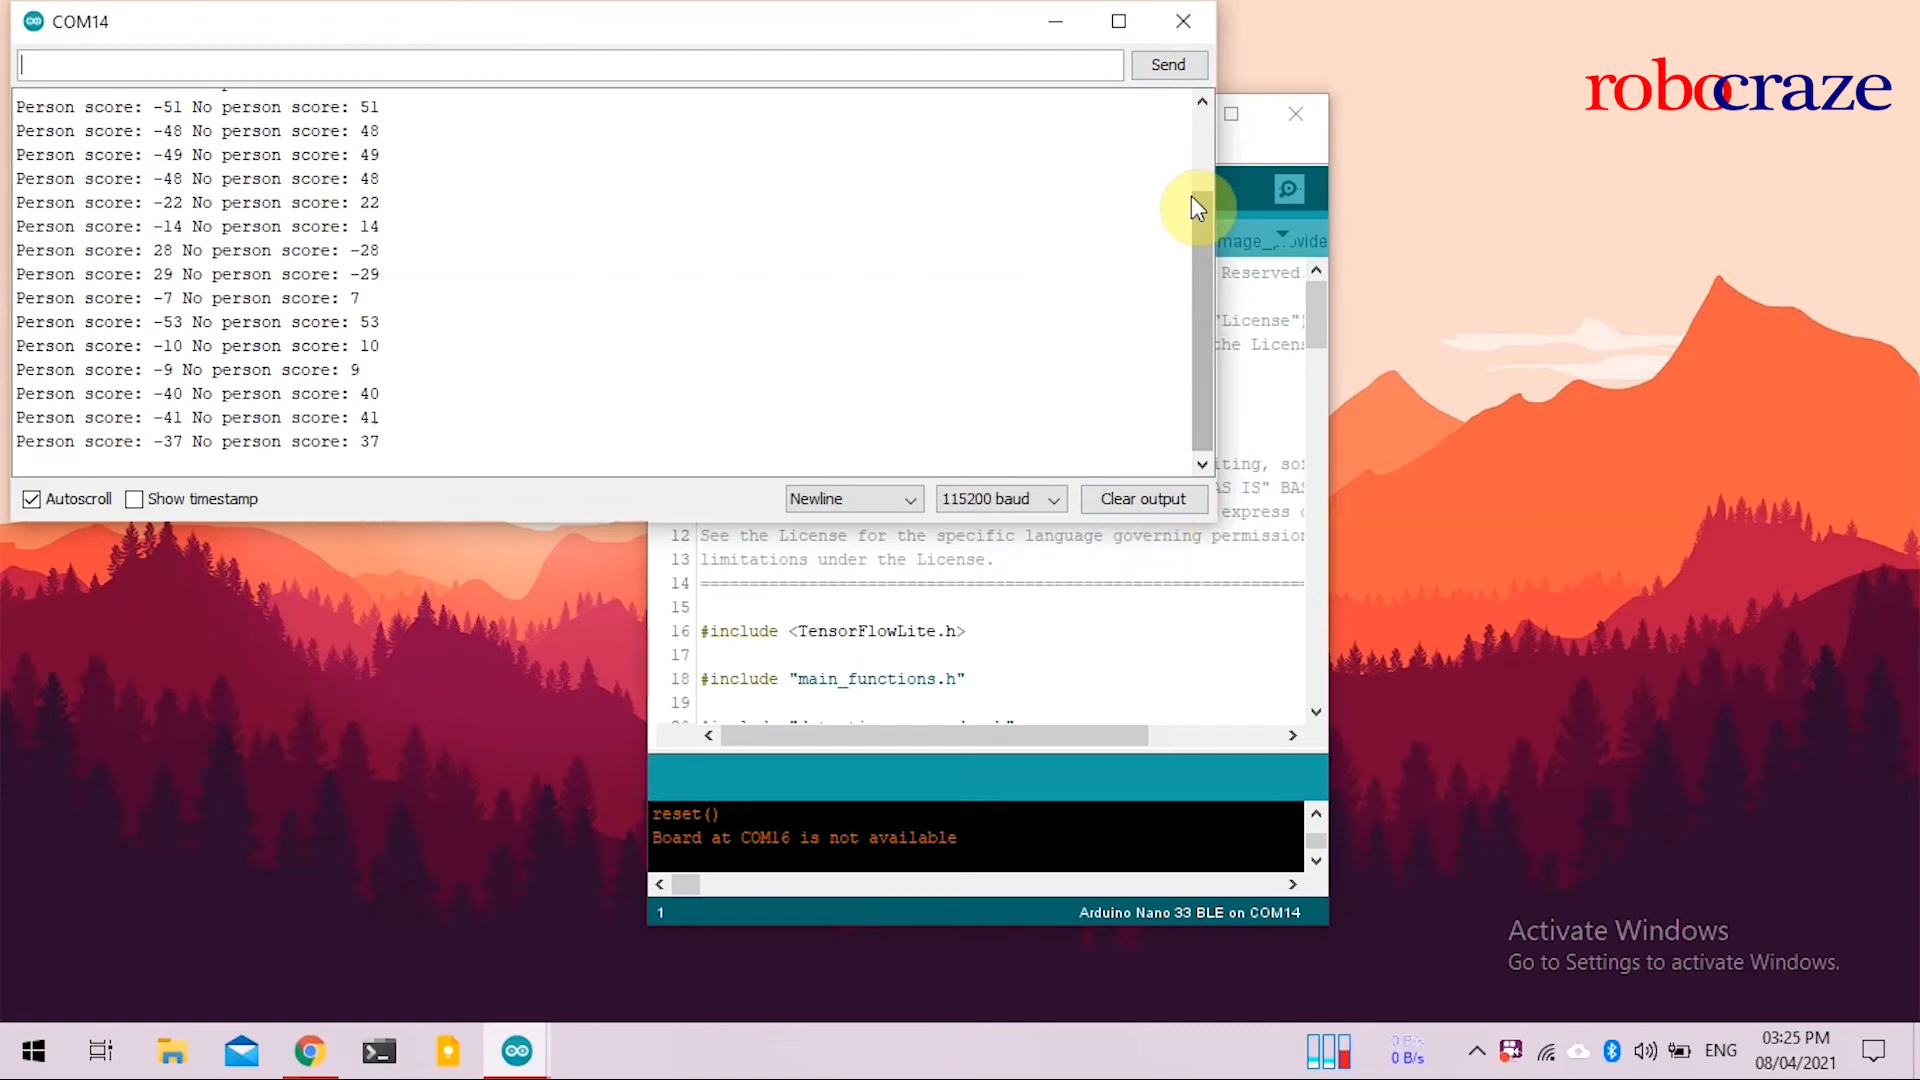 COM14
Send
robocraze
Person score: -51 No person score: 51
Person score: -48 No person score: 48
Person score: -49 No person score: 49
Person score: -48 No person score: 48
Person score: -22 No person score: 22
Person score: -14 No person score: 14
Person score: 28 No person score: -28
Person score: 29 No person score: -29
Person score: -7 No person score: 7
Person score: -53 No person score: 53
Person score: -10 No person score: 10
Person score: -9 No person score: 9
Person score: -40 No person score: 40
Person score: -41 No person score: 41
Person score: -37 No person score: 37
Autoscroll
Show timestamp
Newline
115200 baud
Clear output
Reserved.
"License"
the Licens
express
12 See the License for the specific language governing permission
13 limitations under the License.
14 ==============================================================
15
16 #include <TensorFlowLite.h>
17
18 #include "main_functions.h"
19
reset()
Board at COM16 is not available
1
Arduino Nano 33 BLE on COM14
Activate Windows
Go to Settings to activate Windows.
0 B/s
0 B/s
ENG
03:25 PM
08/04/2021